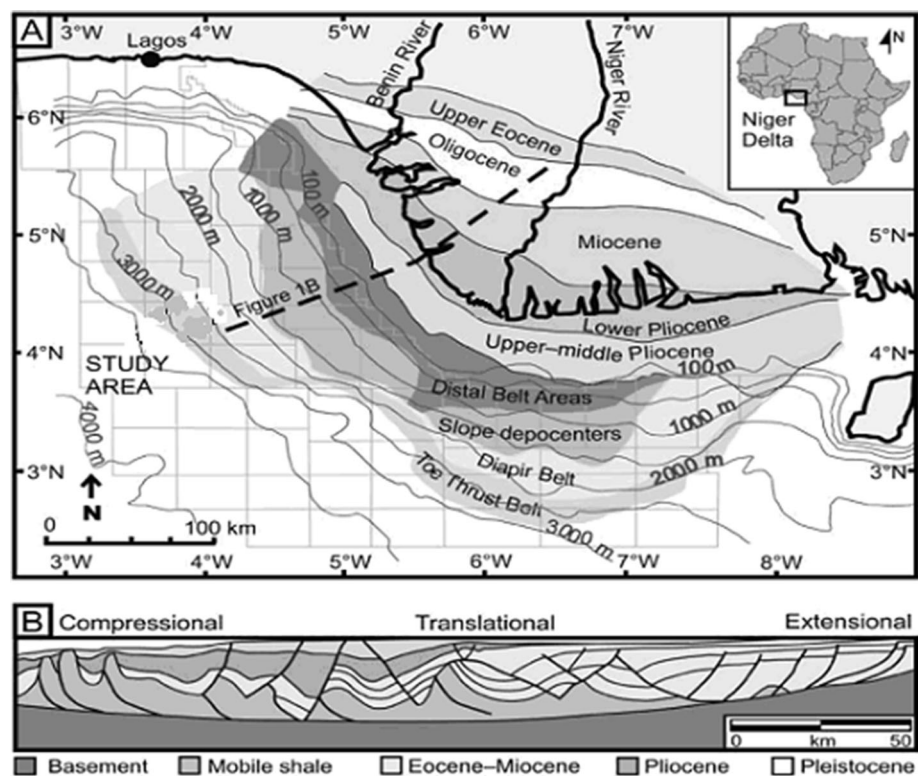 A
3°W 4°W 5°W 6°W 7°W
Lagos
Benin River
Niger River
N
Niger
Delta
6°N
Upper Eocene
Oligocene
100 m
1000 m
2000 m
3000 m
5°N
5°N
Miocene
Figure 1B
Lower Pliocene
Upper–middle Pliocene
100 m
4°N
4°N
STUDY
AREA
Distal Belt Areas
1000 m
4000 m
Slope depocenters
Diapir Belt
2000 m
3°N
3°N
Toe Thrust Belt
3000 m
N
0 100 km
3°W 4°W 5°W 6°W 7°W 8°W
B
Compressional Translational Extensional
0 km 50
Basement Mobile shale Eocene–Miocene Pliocene Pleistocene